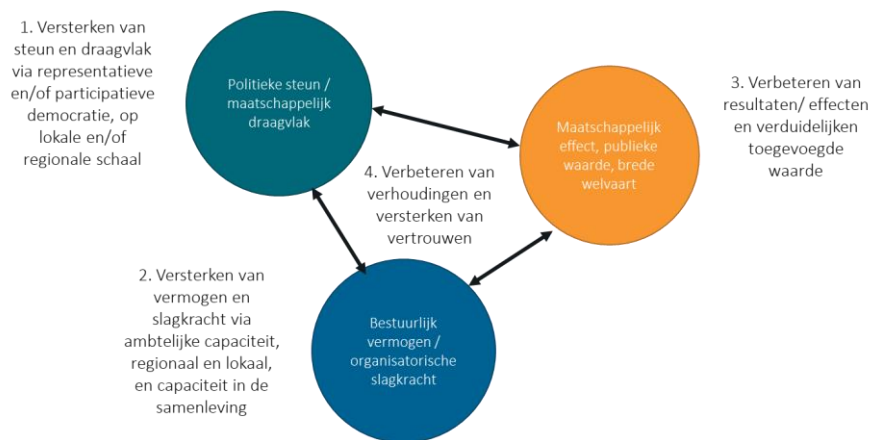 1. Versterken van
steun en draagvlak
via representatieve
en/of participatieve
democratie, op
lokale en/of
regionale schaal
Politieke steun /
maatschappelijk
draagvlak
Maatschappelijk
effect, publieke
waarde, brede
welvaart
3. Verbeteren van
resultaten/ effecten
en verduidelijken
toegevoegde
waarde
4. Verbeteren van
verhoudingen en
versterken van
vertrouwen
2. Versterken van
vermogen en
slagkracht via
ambtelijke capaciteit,
regionaal en lokaal,
en capaciteit in de
samenleving
Bestuurlijk
vermogen /
organisatorische
slagkracht